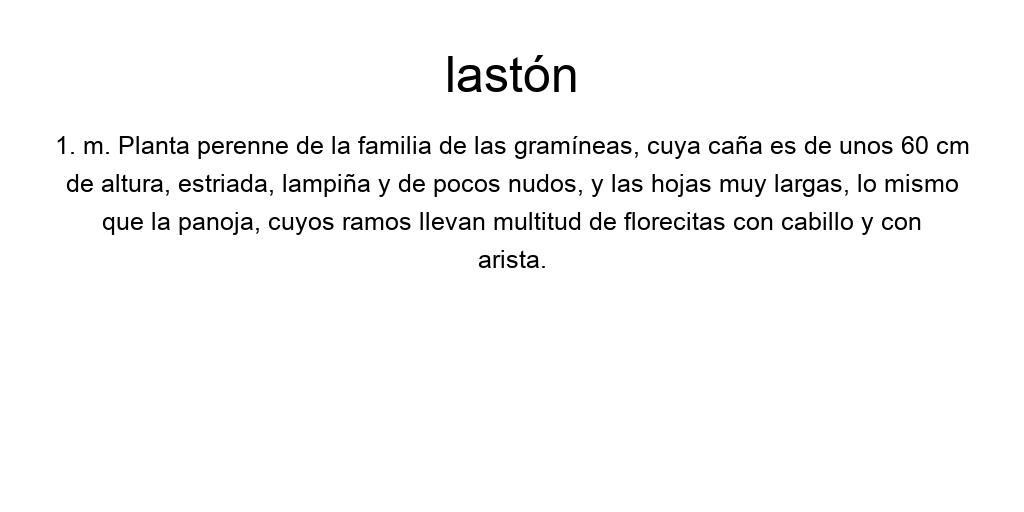 lastón
1. m. Planta perenne de la familia de las gramíneas, cuya caña es de unos 60 cm
de altura, estriada, lampiña y de pocos nudos, y las hojas muy largas, lo mismo
que la panoja, cuyos ramos llevan multitud de florecitas con cabillo y con
arista.